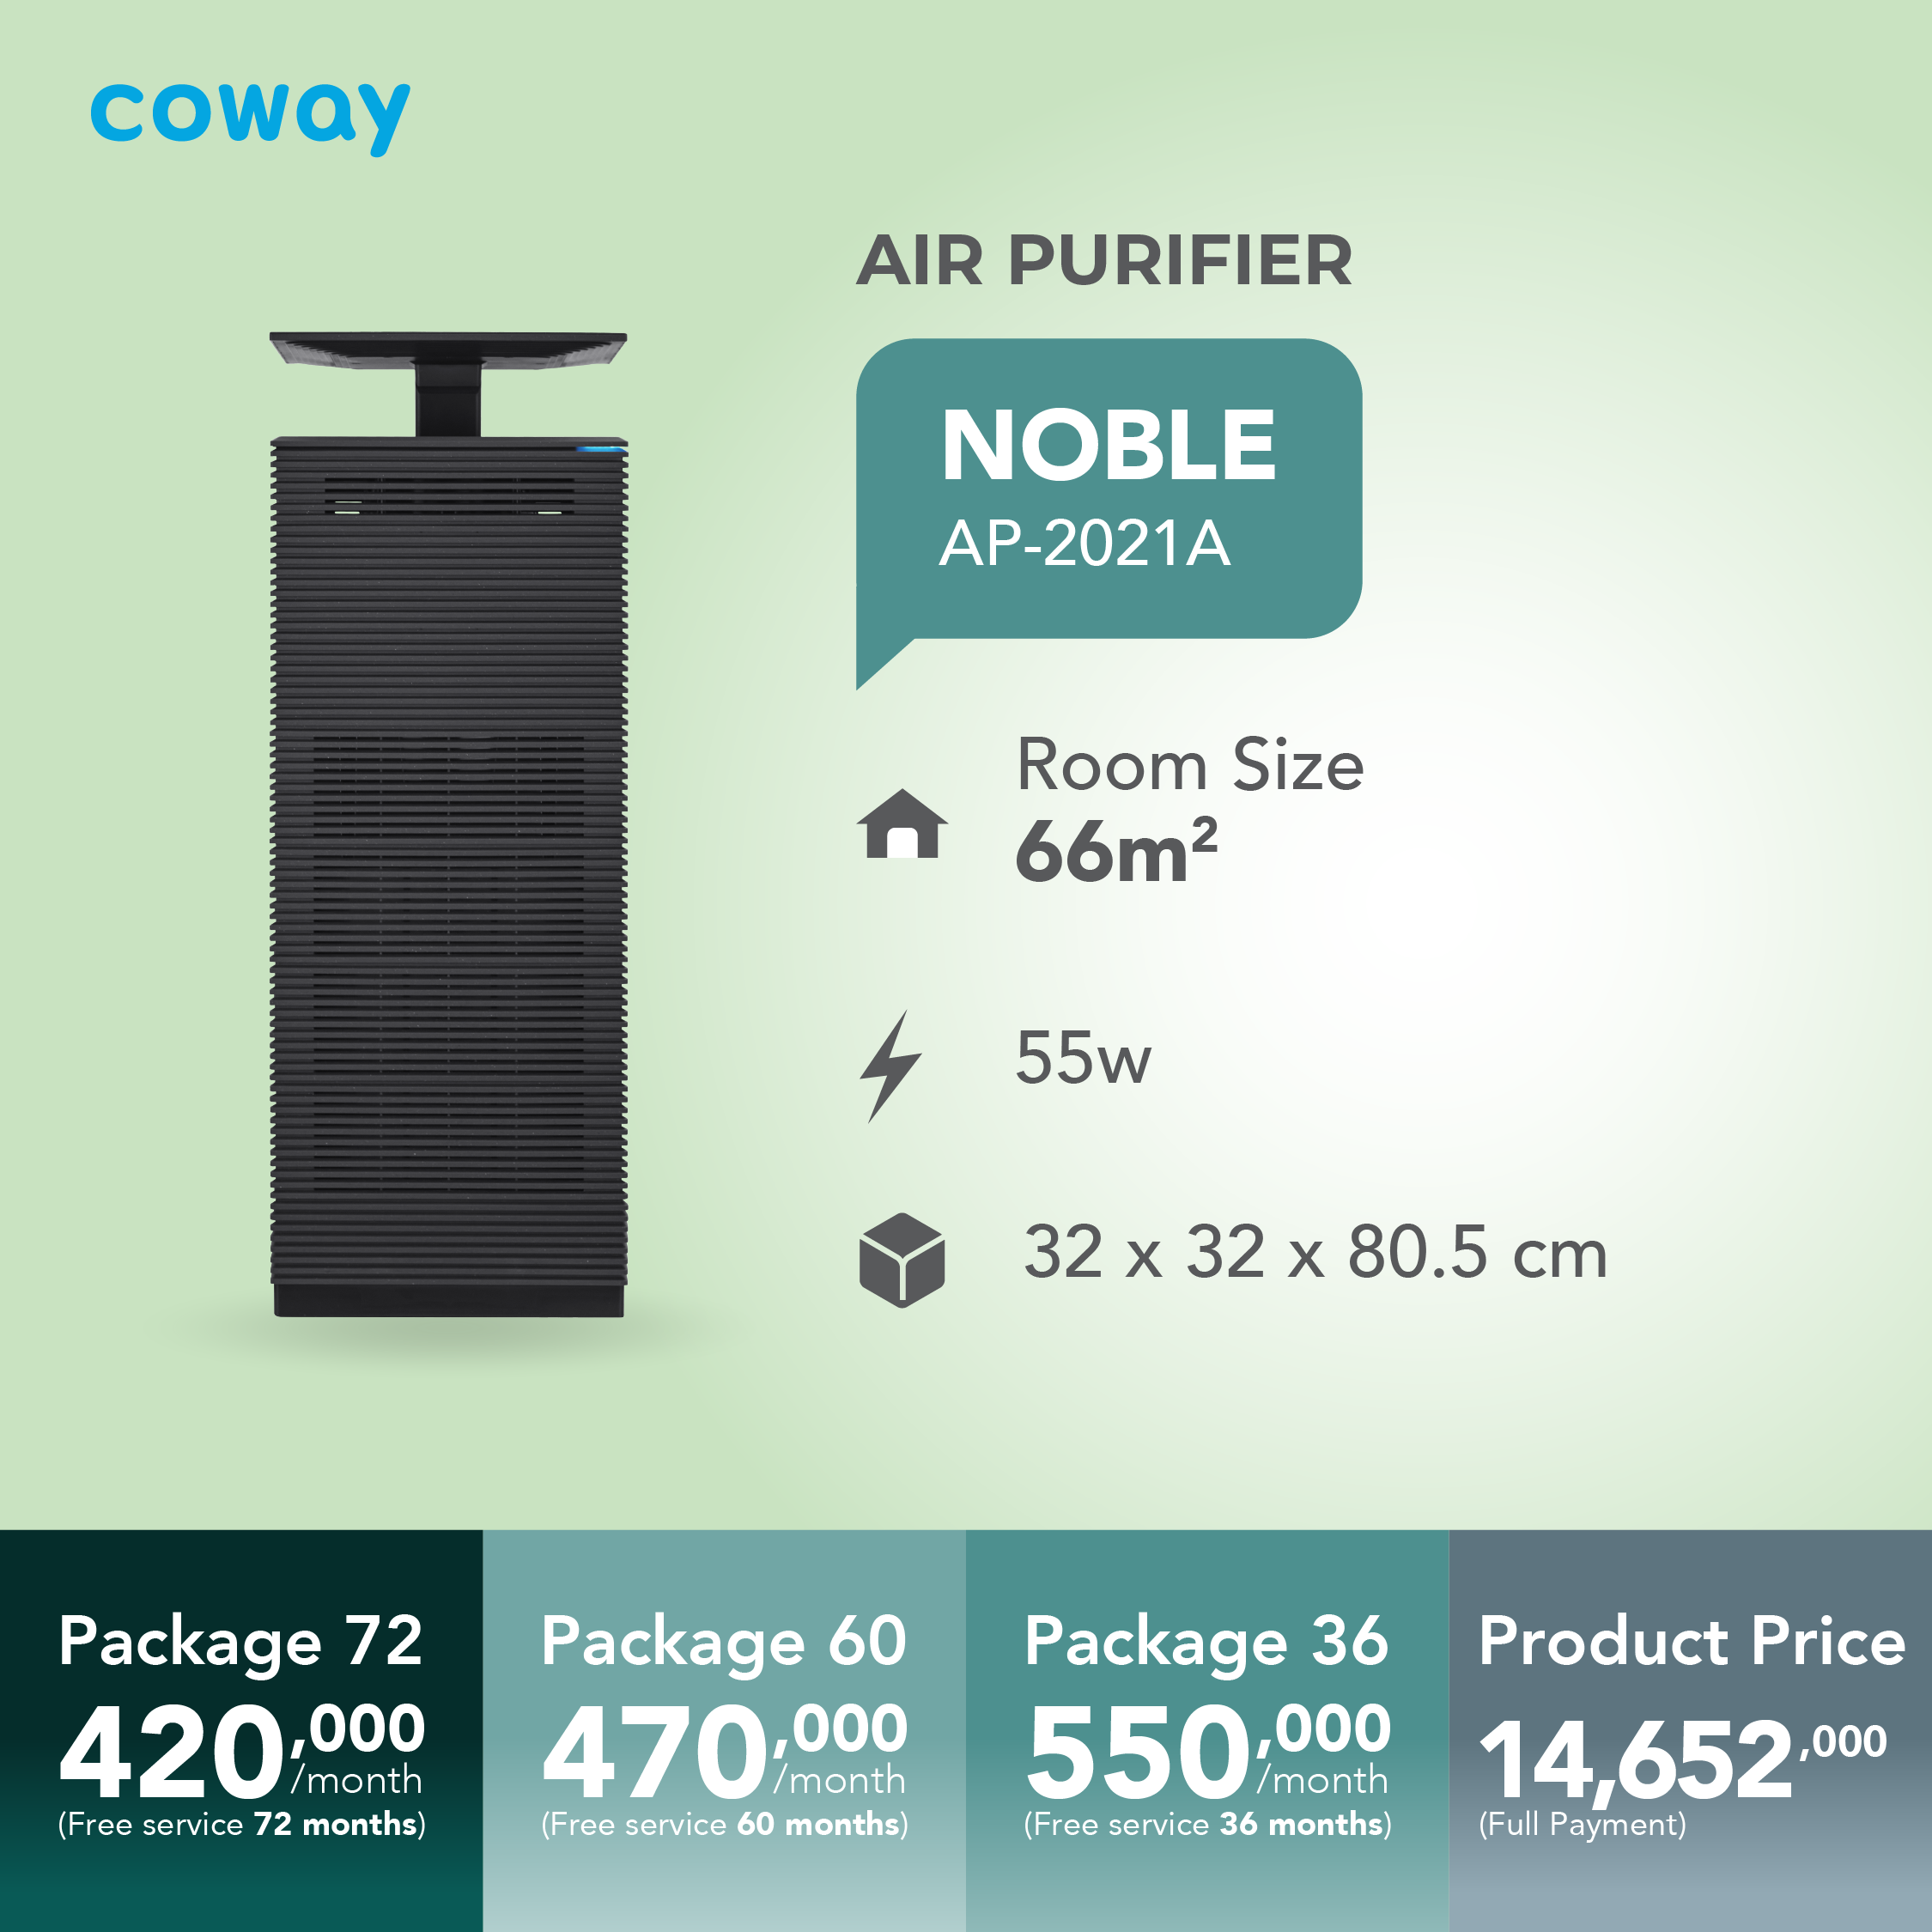 coway
AIR PURIFIER
NOBLE
AP-2021A
Room Size
66m²
55w
32 x 32 x 80.5 cm
Package 72
420,000
/month
(Free service 72 months)
Package 60
470,000
/month
(Free service 60 months)
Package 36
550,000
/month
(Free service 36 months)
Product Price
14,652,000
(Full Payment)